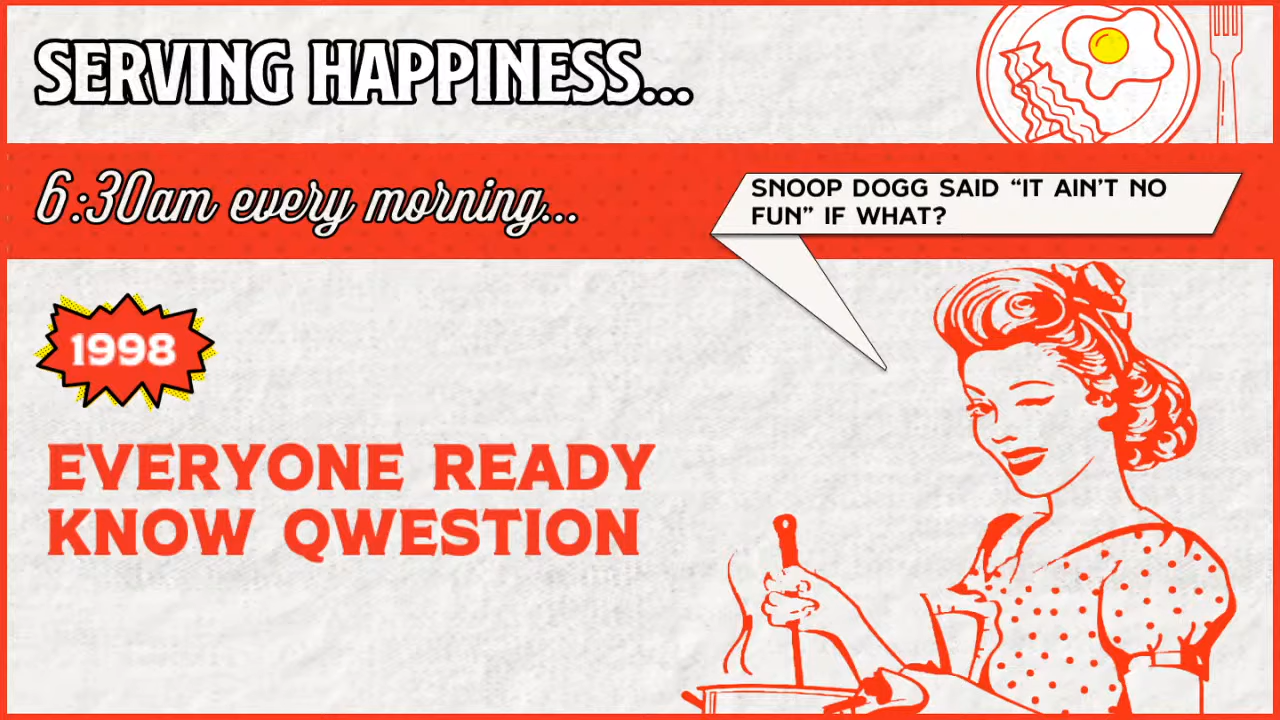 SERVING HAPPINESS...
6:30am every morning...
SNOOP DOGG SAID “IT AIN’T NO
FUN” IF WHAT?
1998
EVERYONE READY
KNOW QWESTION